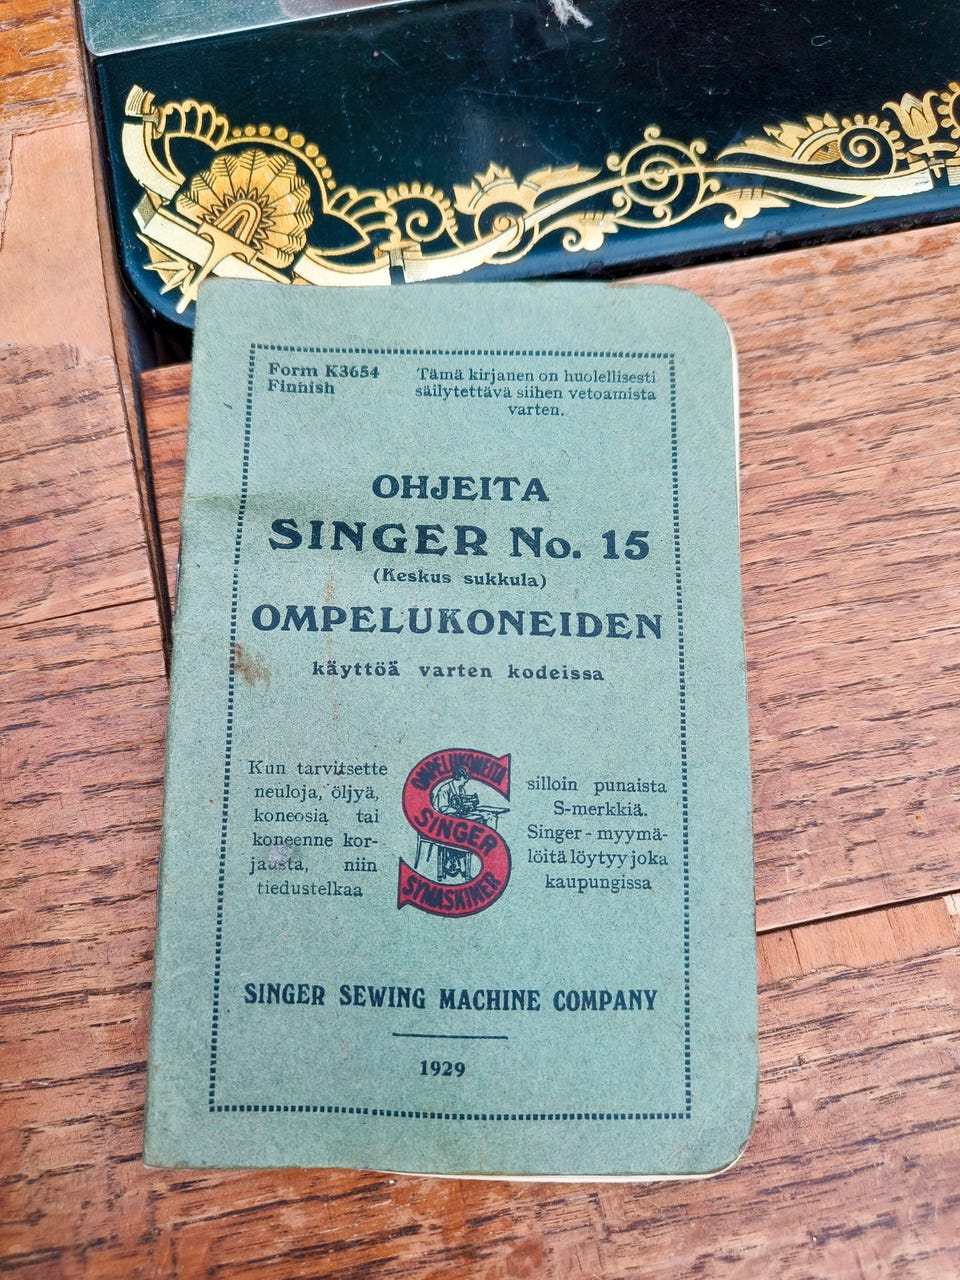 Form K3654
Finnish
Tämä kirjanen on huolellisesti
säilytettävä siihen vetoamista
varten.
OHJEITA
SINGER No. 15
(Keskus sukkula)
OMPELUKONEIDEN
käyttöä varten kodeissa
Kun tarvitsette
neuloja, öljyä,
koneosia tai
koneenne kor-
jausta, niin
tiedustelkaa
OMPELUKONEITA
SINGER
SYMASKINER
silloin punaista
S-merkkiä.
Singer - myymä-
löitä löytyy joka
kaupungissa
SINGER SEWING MACHINE COMPANY
1929